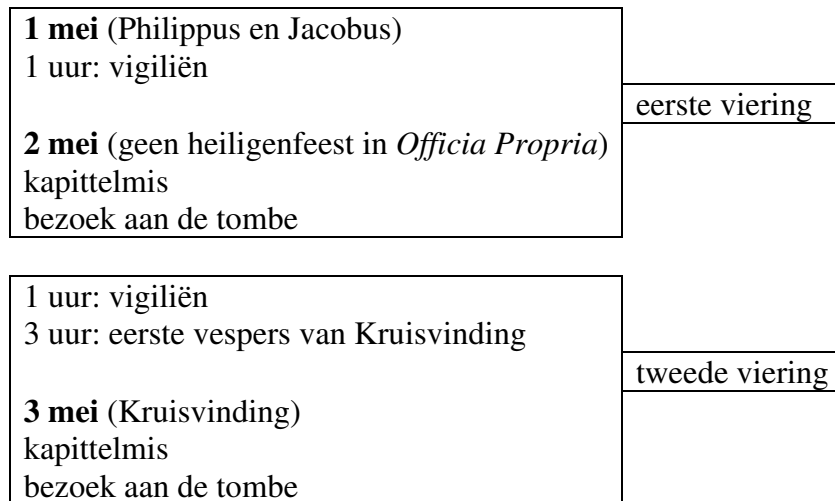 1 mei (Philippus en Jacobus)
1 uur: vigiliën
eerste viering
2 mei (geen heiligenfeest in Officia Propria)
kapittelmis
bezoek aan de tombe
1 uur: vigiliën
3 uur: eerste vespers van Kruisvinding
tweede viering
3 mei (Kruisvinding)
kapittelmis
bezoek aan de tombe